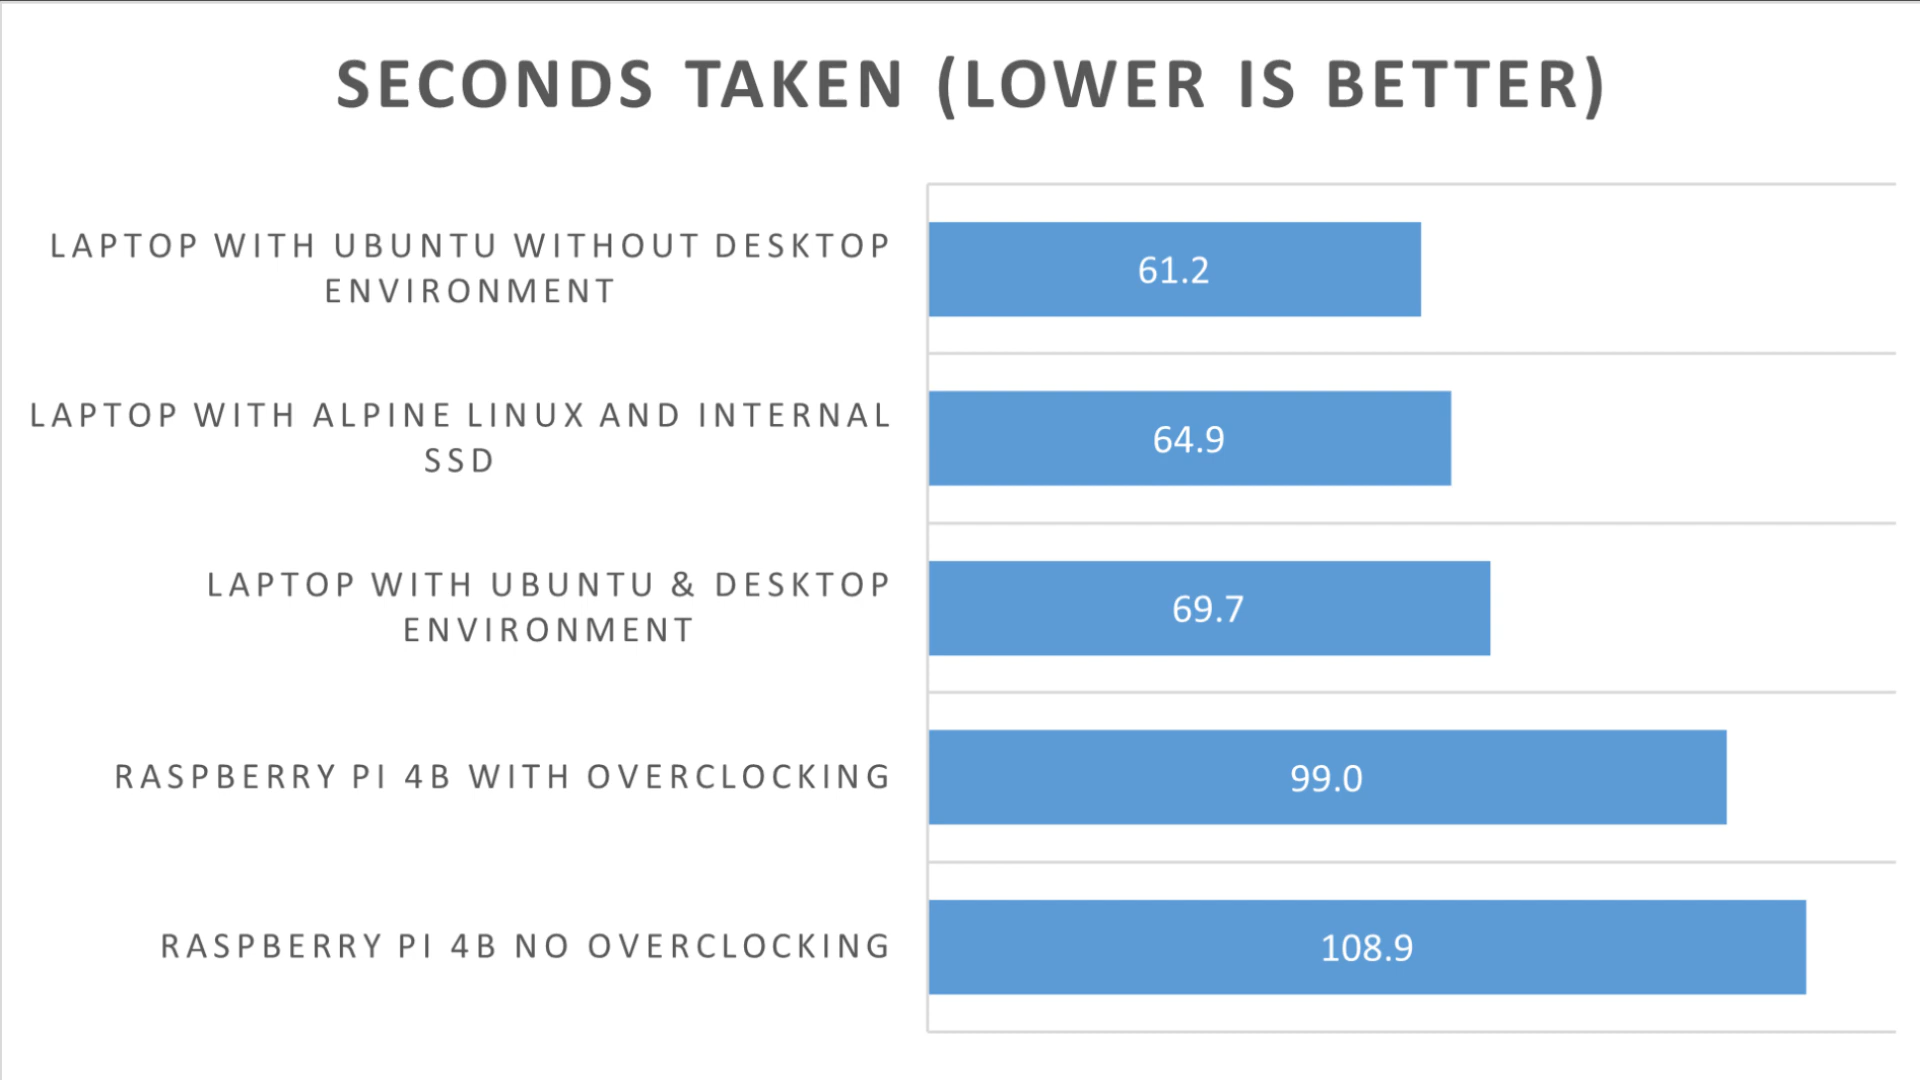 SECONDS TAKEN (LOWER IS BETTER)
LAPTOP WITH UBUNTU WITHOUT DESKTOP
ENVIRONMENT
61.2
LAPTOP WITH ALPINE LINUX AND INTERNAL
SSD
64.9
LAPTOP WITH UBUNTU & DESKTOP
ENVIRONMENT
69.7
RASPBERRY PI 4B WITH OVERCLOCKING
99.0
RASPBERRY PI 4B NO OVERCLOCKING
108.9